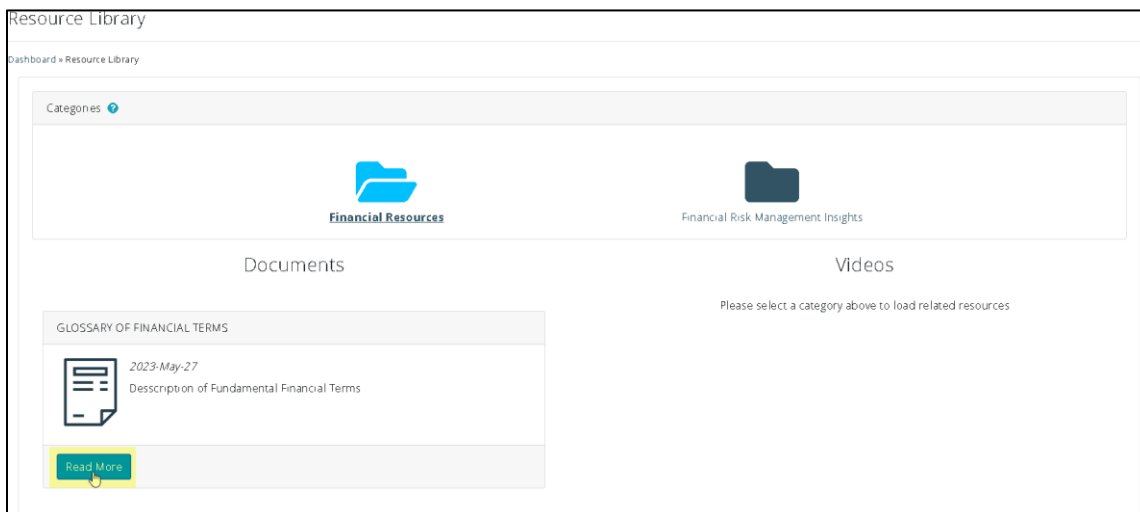 Resource Library
Dashboard » Resource Library
Categories
Financial Resources
Financial Risk Management Insights
Documents
Videos
Please select a category above to load related resources
GLOSSARY OF FINANCIAL TERMS
2023-May-27
Desscription of Fundamental Financial Terms
Read More